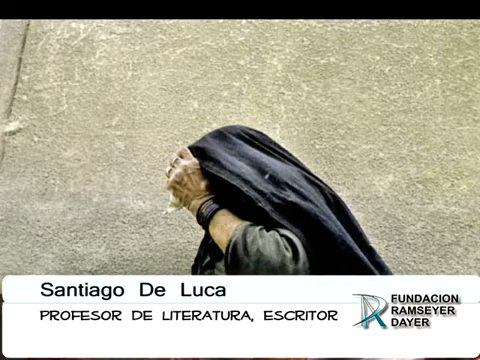 Santiago De Luca
PROFESOR DE LITERATURA, ESCRITOR
FUNDACION
RAMSEYER
DAYER